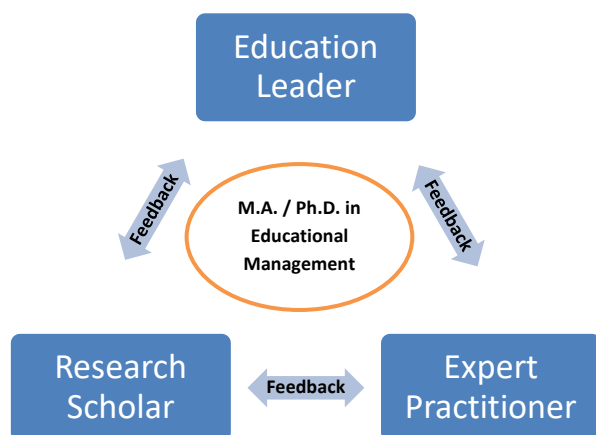 Education
Leader
Feedback
Feedback
M.A. / Ph.D. in
Educational
Management
Research
Scholar
Feedback
Expert
Practitioner